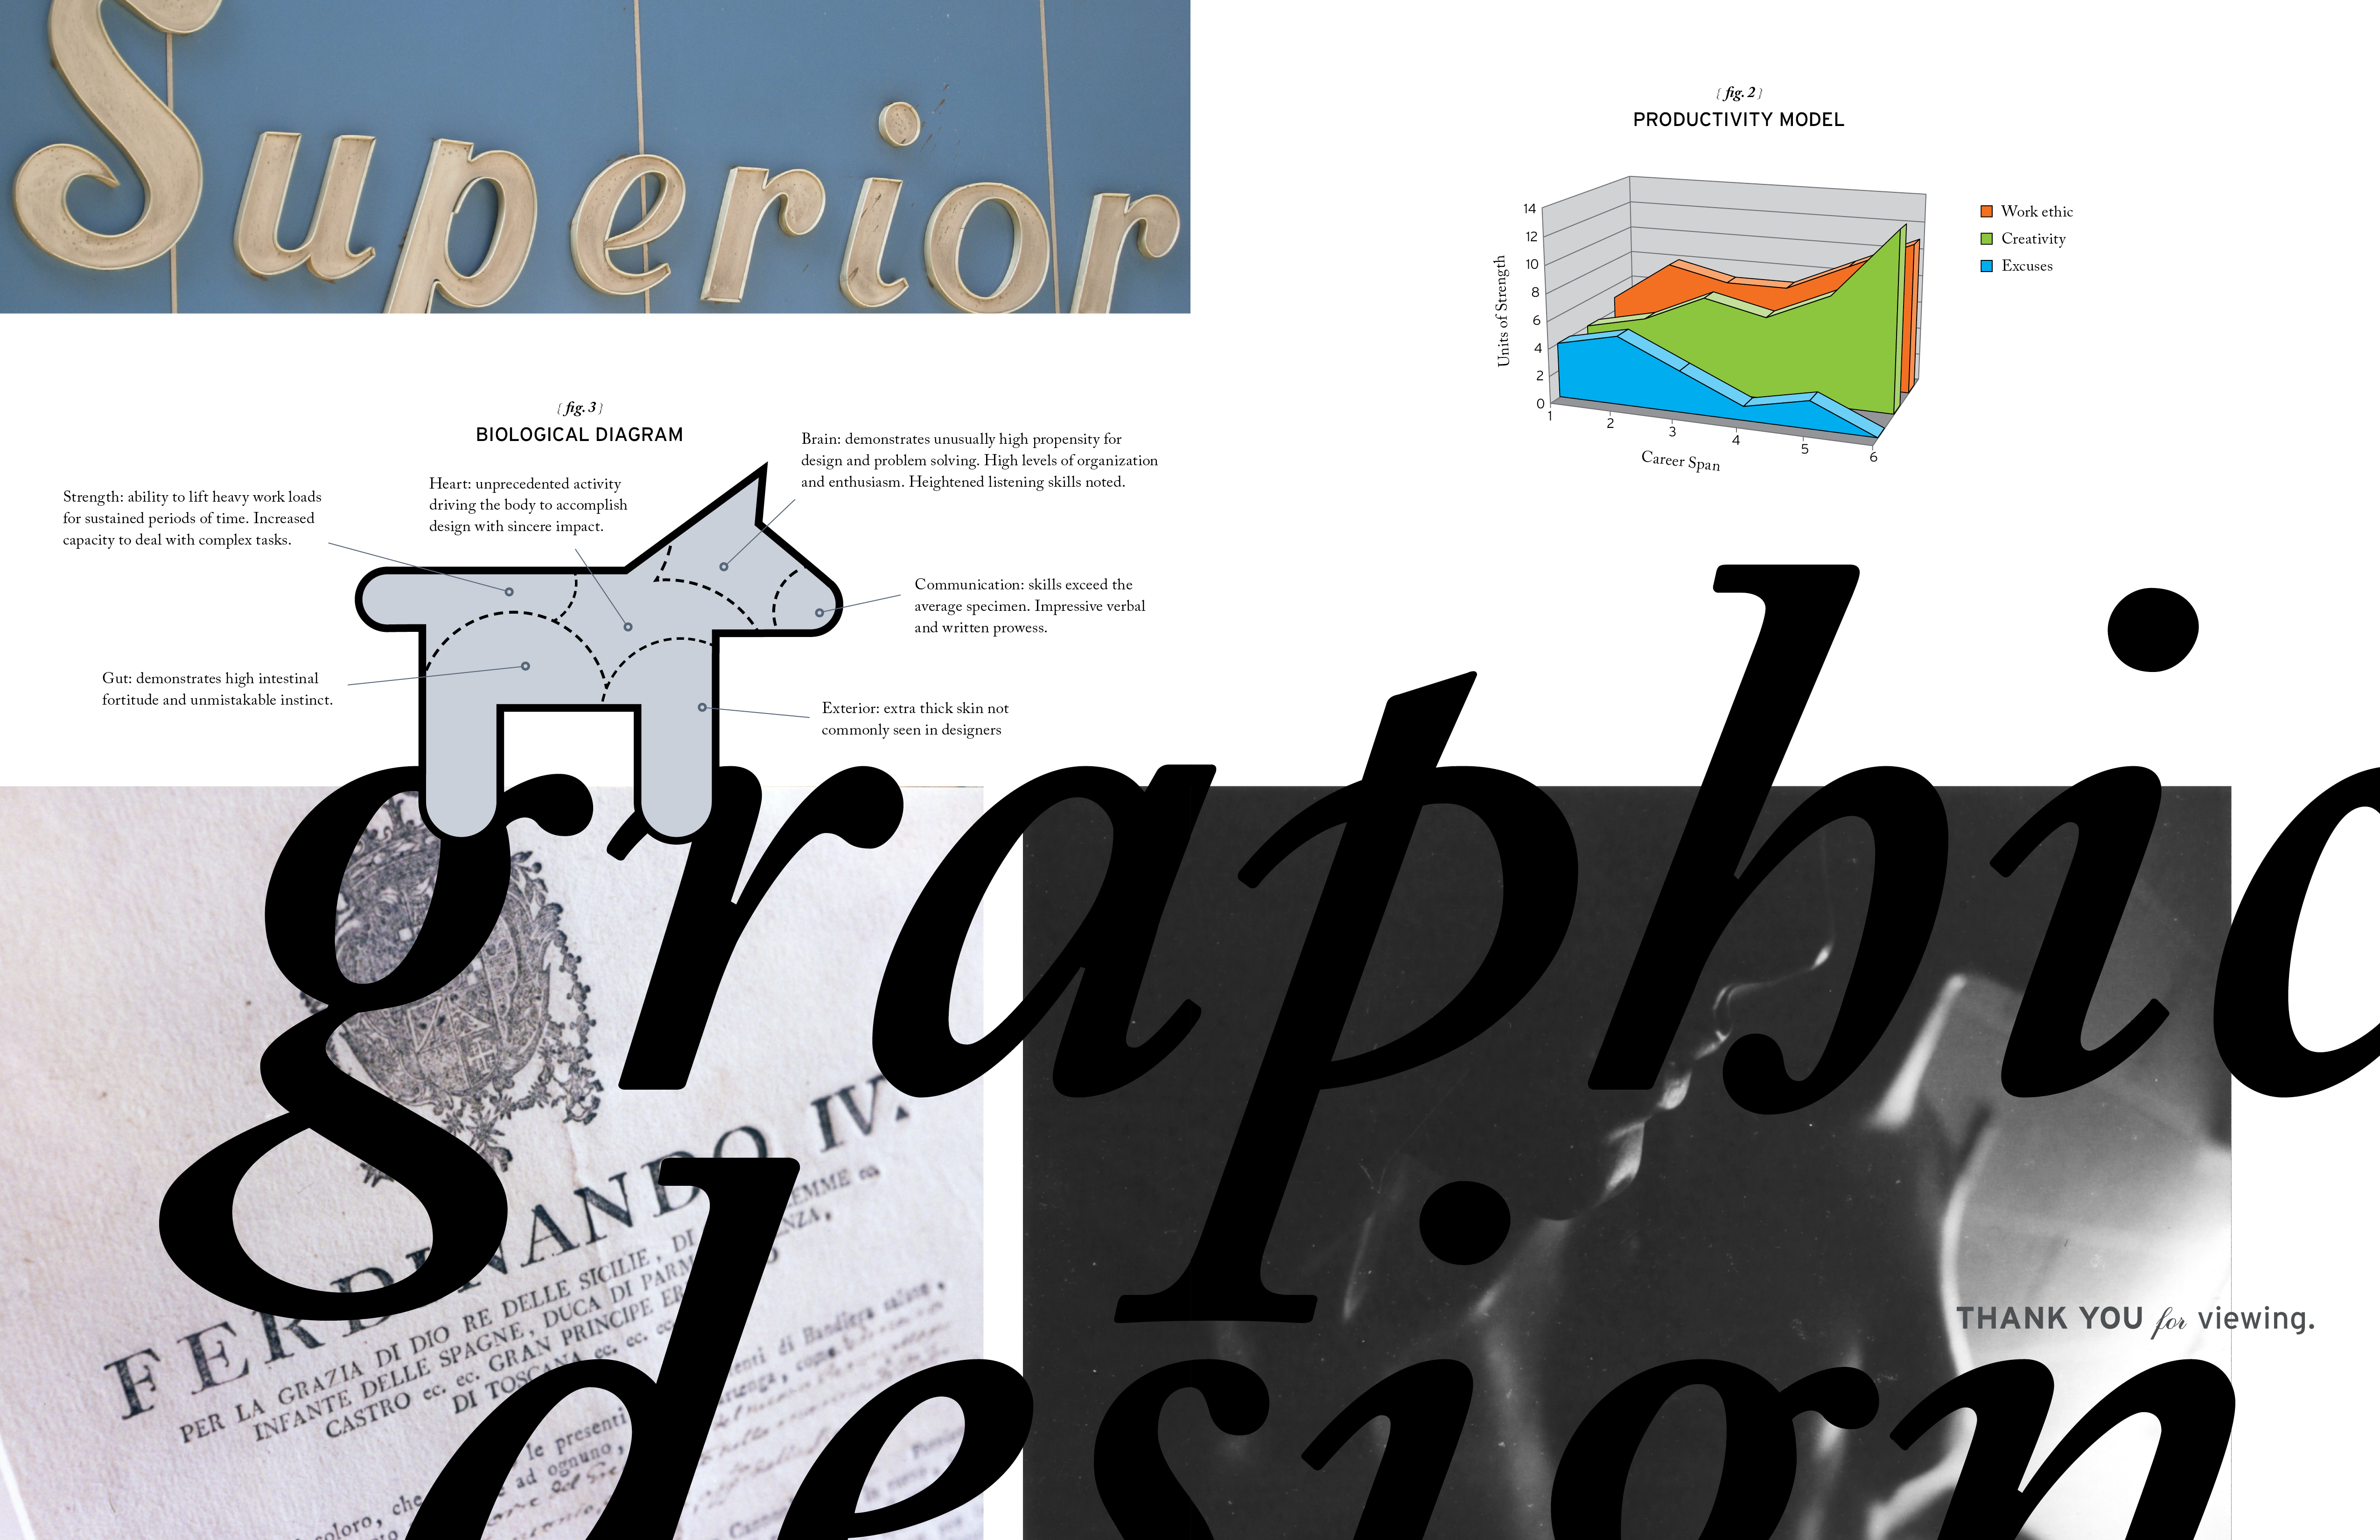 Superior
{ fig. 2 }
PRODUCTIVITY MODEL
14
12
10
8
6
4
2
0
Units of Strength
1
2
3
4
5
6
Career Span
Work ethic
Creativity
Excuses
{ fig. 3 }
BIOLOGICAL DIAGRAM
Strength: ability to lift heavy work loads
for sustained periods of time. Increased
capacity to deal with complex tasks.
Heart: unprecedented activity
driving the body to accomplish
design with sincere impact.
Brain: demonstrates unusually high propensity for
design and problem solving. High levels of organization
and enthusiasm. Heightened listening skills noted.
Communication: skills exceed the
average specimen. Impressive verbal
and written prowess.
Gut: demonstrates high intestinal
fortitude and unmistakable instinct.
Exterior: extra thick skin not
commonly seen in designers
graphic
design
FERDINANDO IV.
PER LA GRAZIA DI DIO RE DELLE SICILIE, DI
INFANTE DELLE SPAGNE, DUCA DI PARM
CASTRO ec. ec. GRAN PRINCIPE ER
DI TOSCANA ec. ec. ec.
le presenti
ad ognuno,
coloro, che
THANK YOU for viewing.